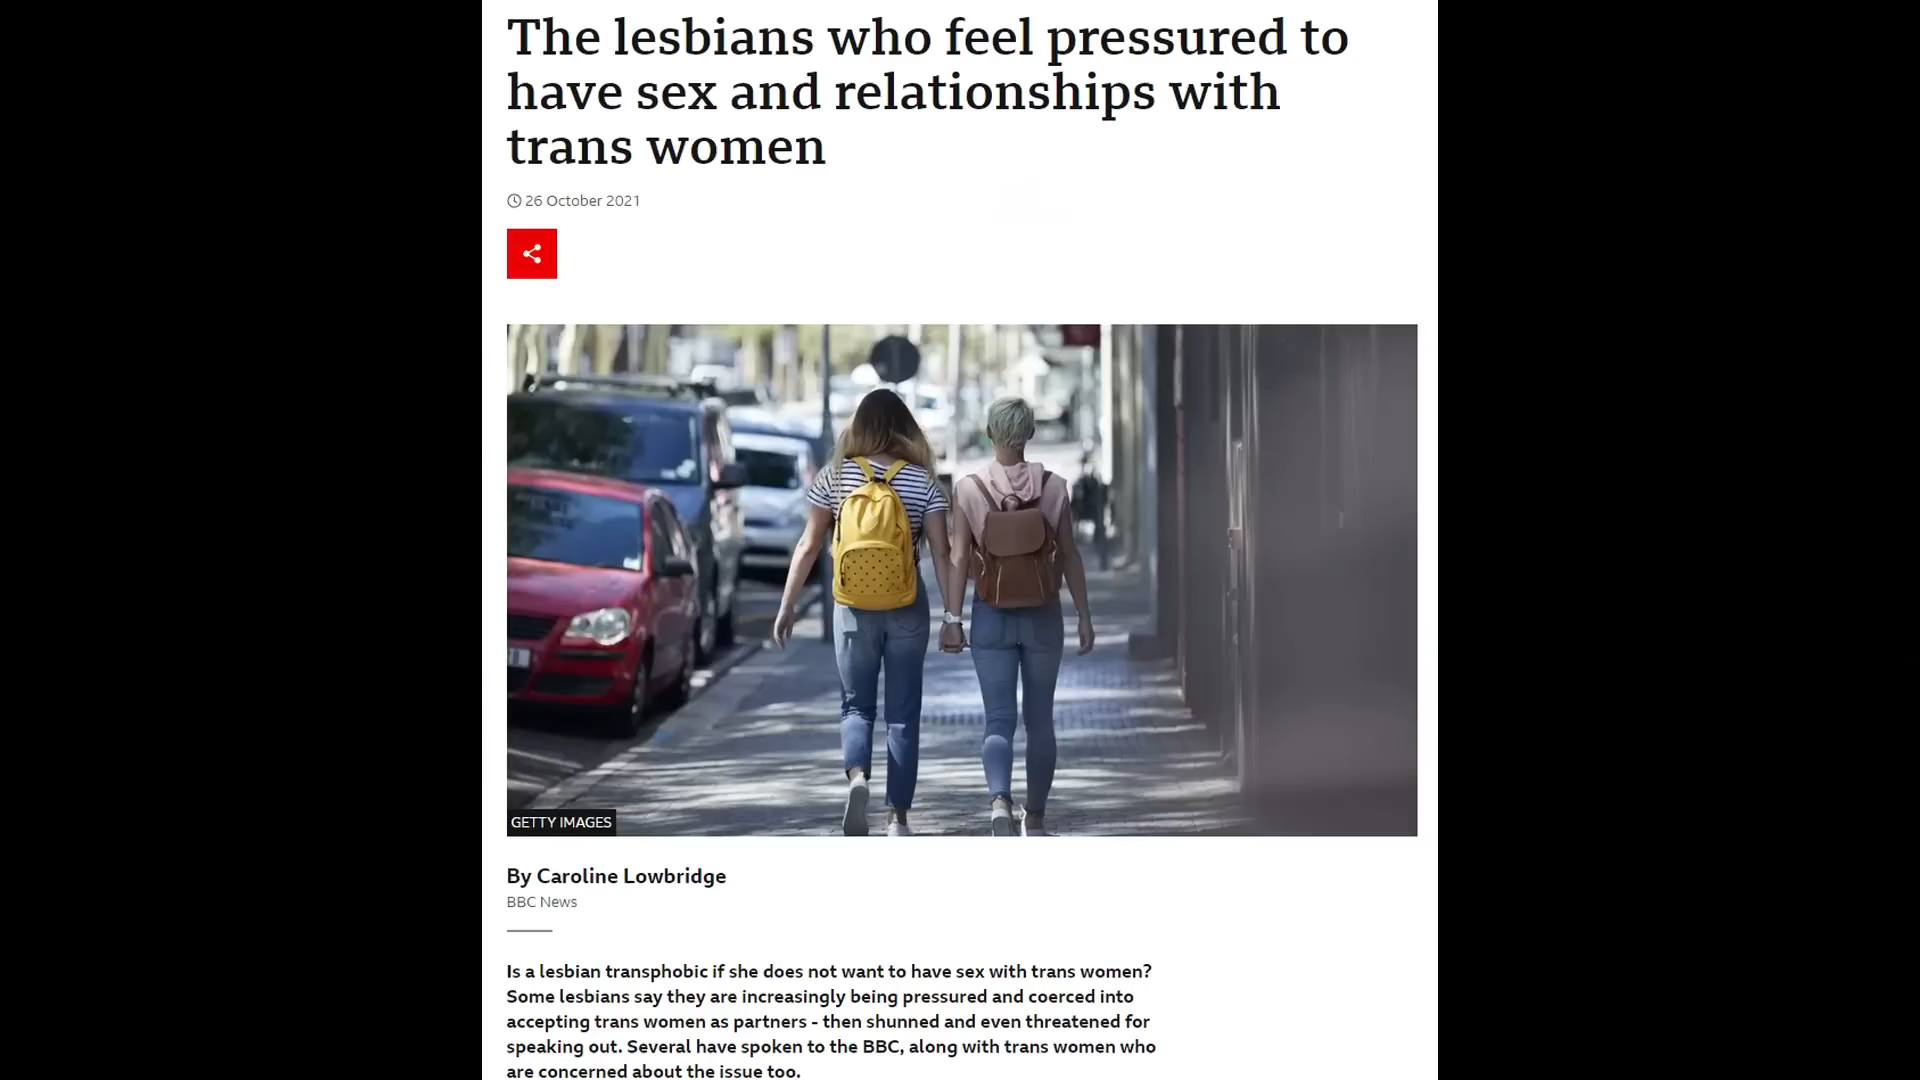 The lesbians who feel pressured to
have sex and relationships with
trans women
26 October 2021
GETTY IMAGES
By Caroline Lowbridge
BBC News
Is a lesbian transphobic if she does not want to have sex with trans women?
Some lesbians say they are increasingly being pressured and coerced into
accepting trans women as partners - then shunned and even threatened for
speaking out. Several have spoken to the BBC, along with trans women who
are concerned about the issue too.